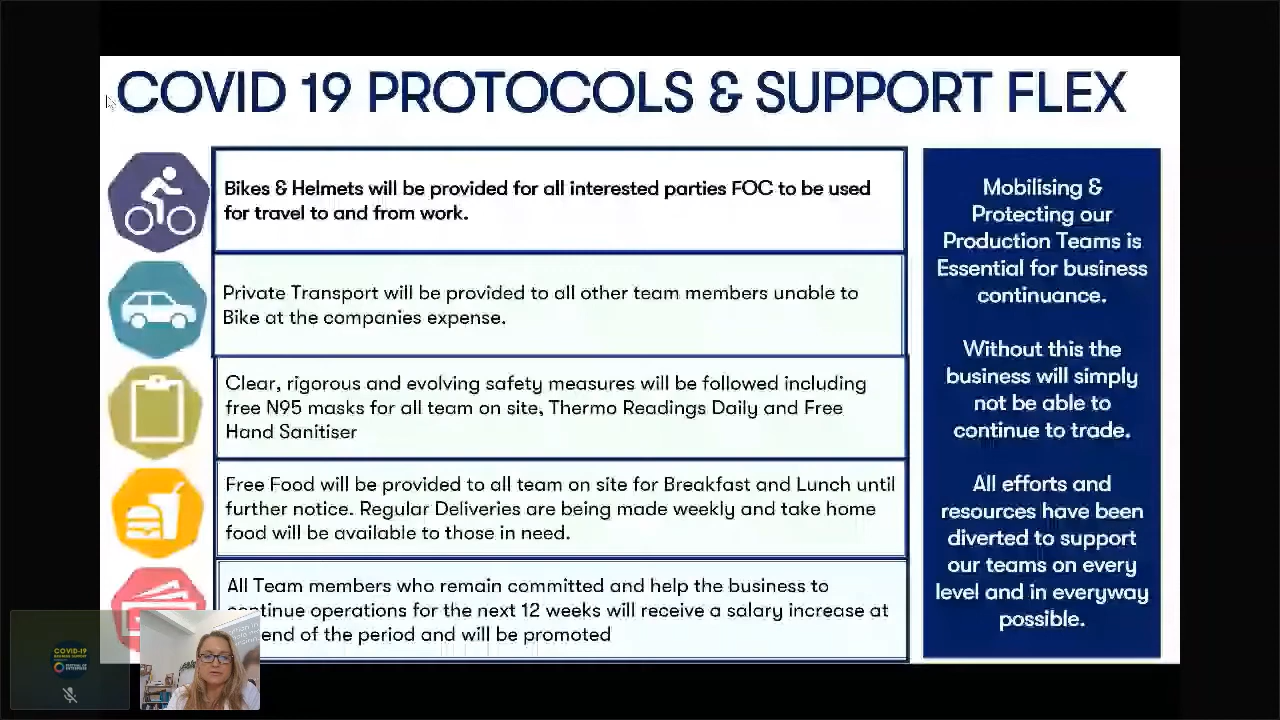 COVID 19 PROTOCOLS & SUPPORT FLEX
Bikes & Helmets will be provided for all interested parties FOC to be used
for travel to and from work.
Private Transport will be provided to all other team members unable to
Bike at the companies expense.
Clear, rigorous and evolving safety measures will be followed including
free N95 masks for all team on site, Thermo Readings Daily and Free
Hand Sanitiser
Free Food will be provided to all team on site for Breakfast and Lunch until
further notice. Regular Deliveries are being made weekly and take home
food will be available to those in need.
All Team members who remain committed and help the business to
continue operations for the next 12 weeks will receive a salary increase at
end of the period and will be promoted
Mobilising &
Protecting our
Production Teams is
Essential for business
continuance.
Without this the
business will simply
not be able to
continue to trade.
All efforts and
resources have been
diverted to support
our teams on every
level and in everyway
possible.
COVID-19